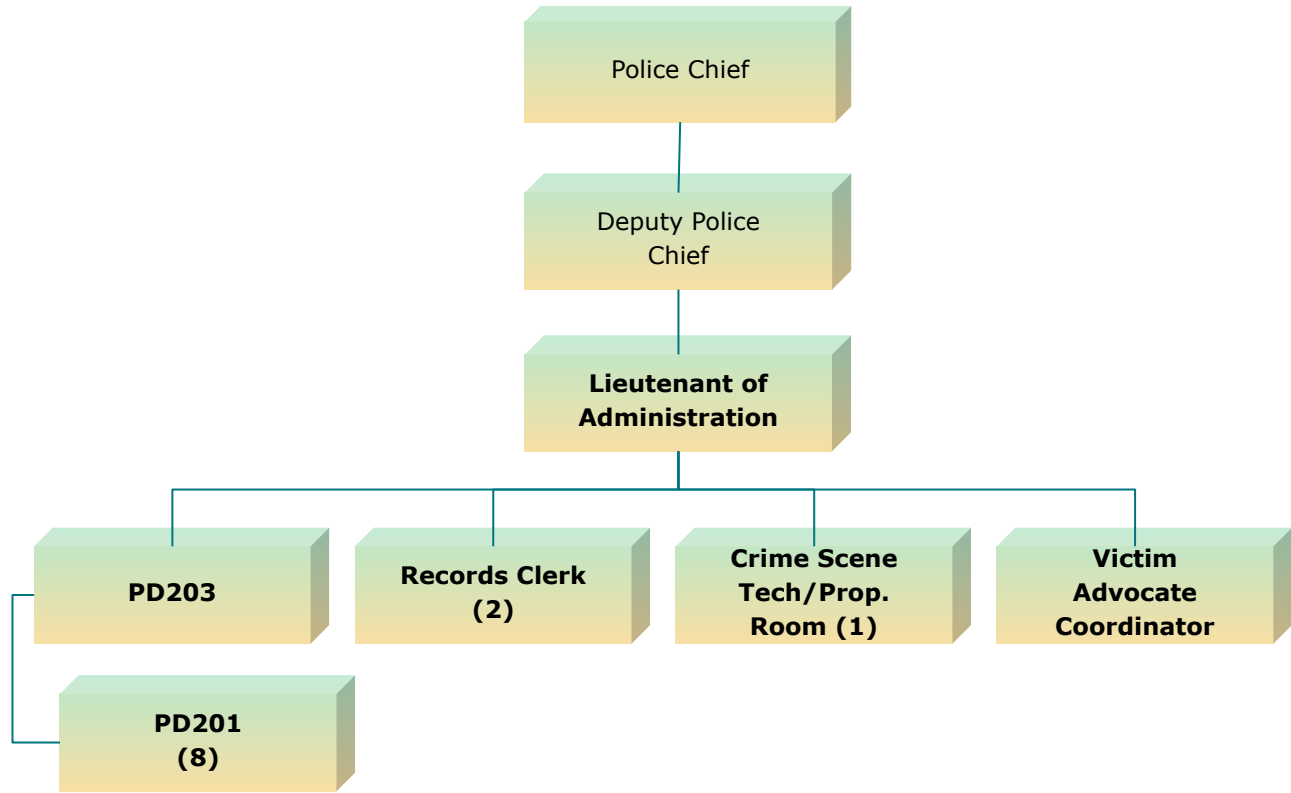 Police Chief
Deputy Police
Chief
Lieutenant of
Administration
PD203
Records Clerk
(2)
Crime Scene
Tech/Prop.
Room (1)
Victim
Advocate
Coordinator
PD201
(8)